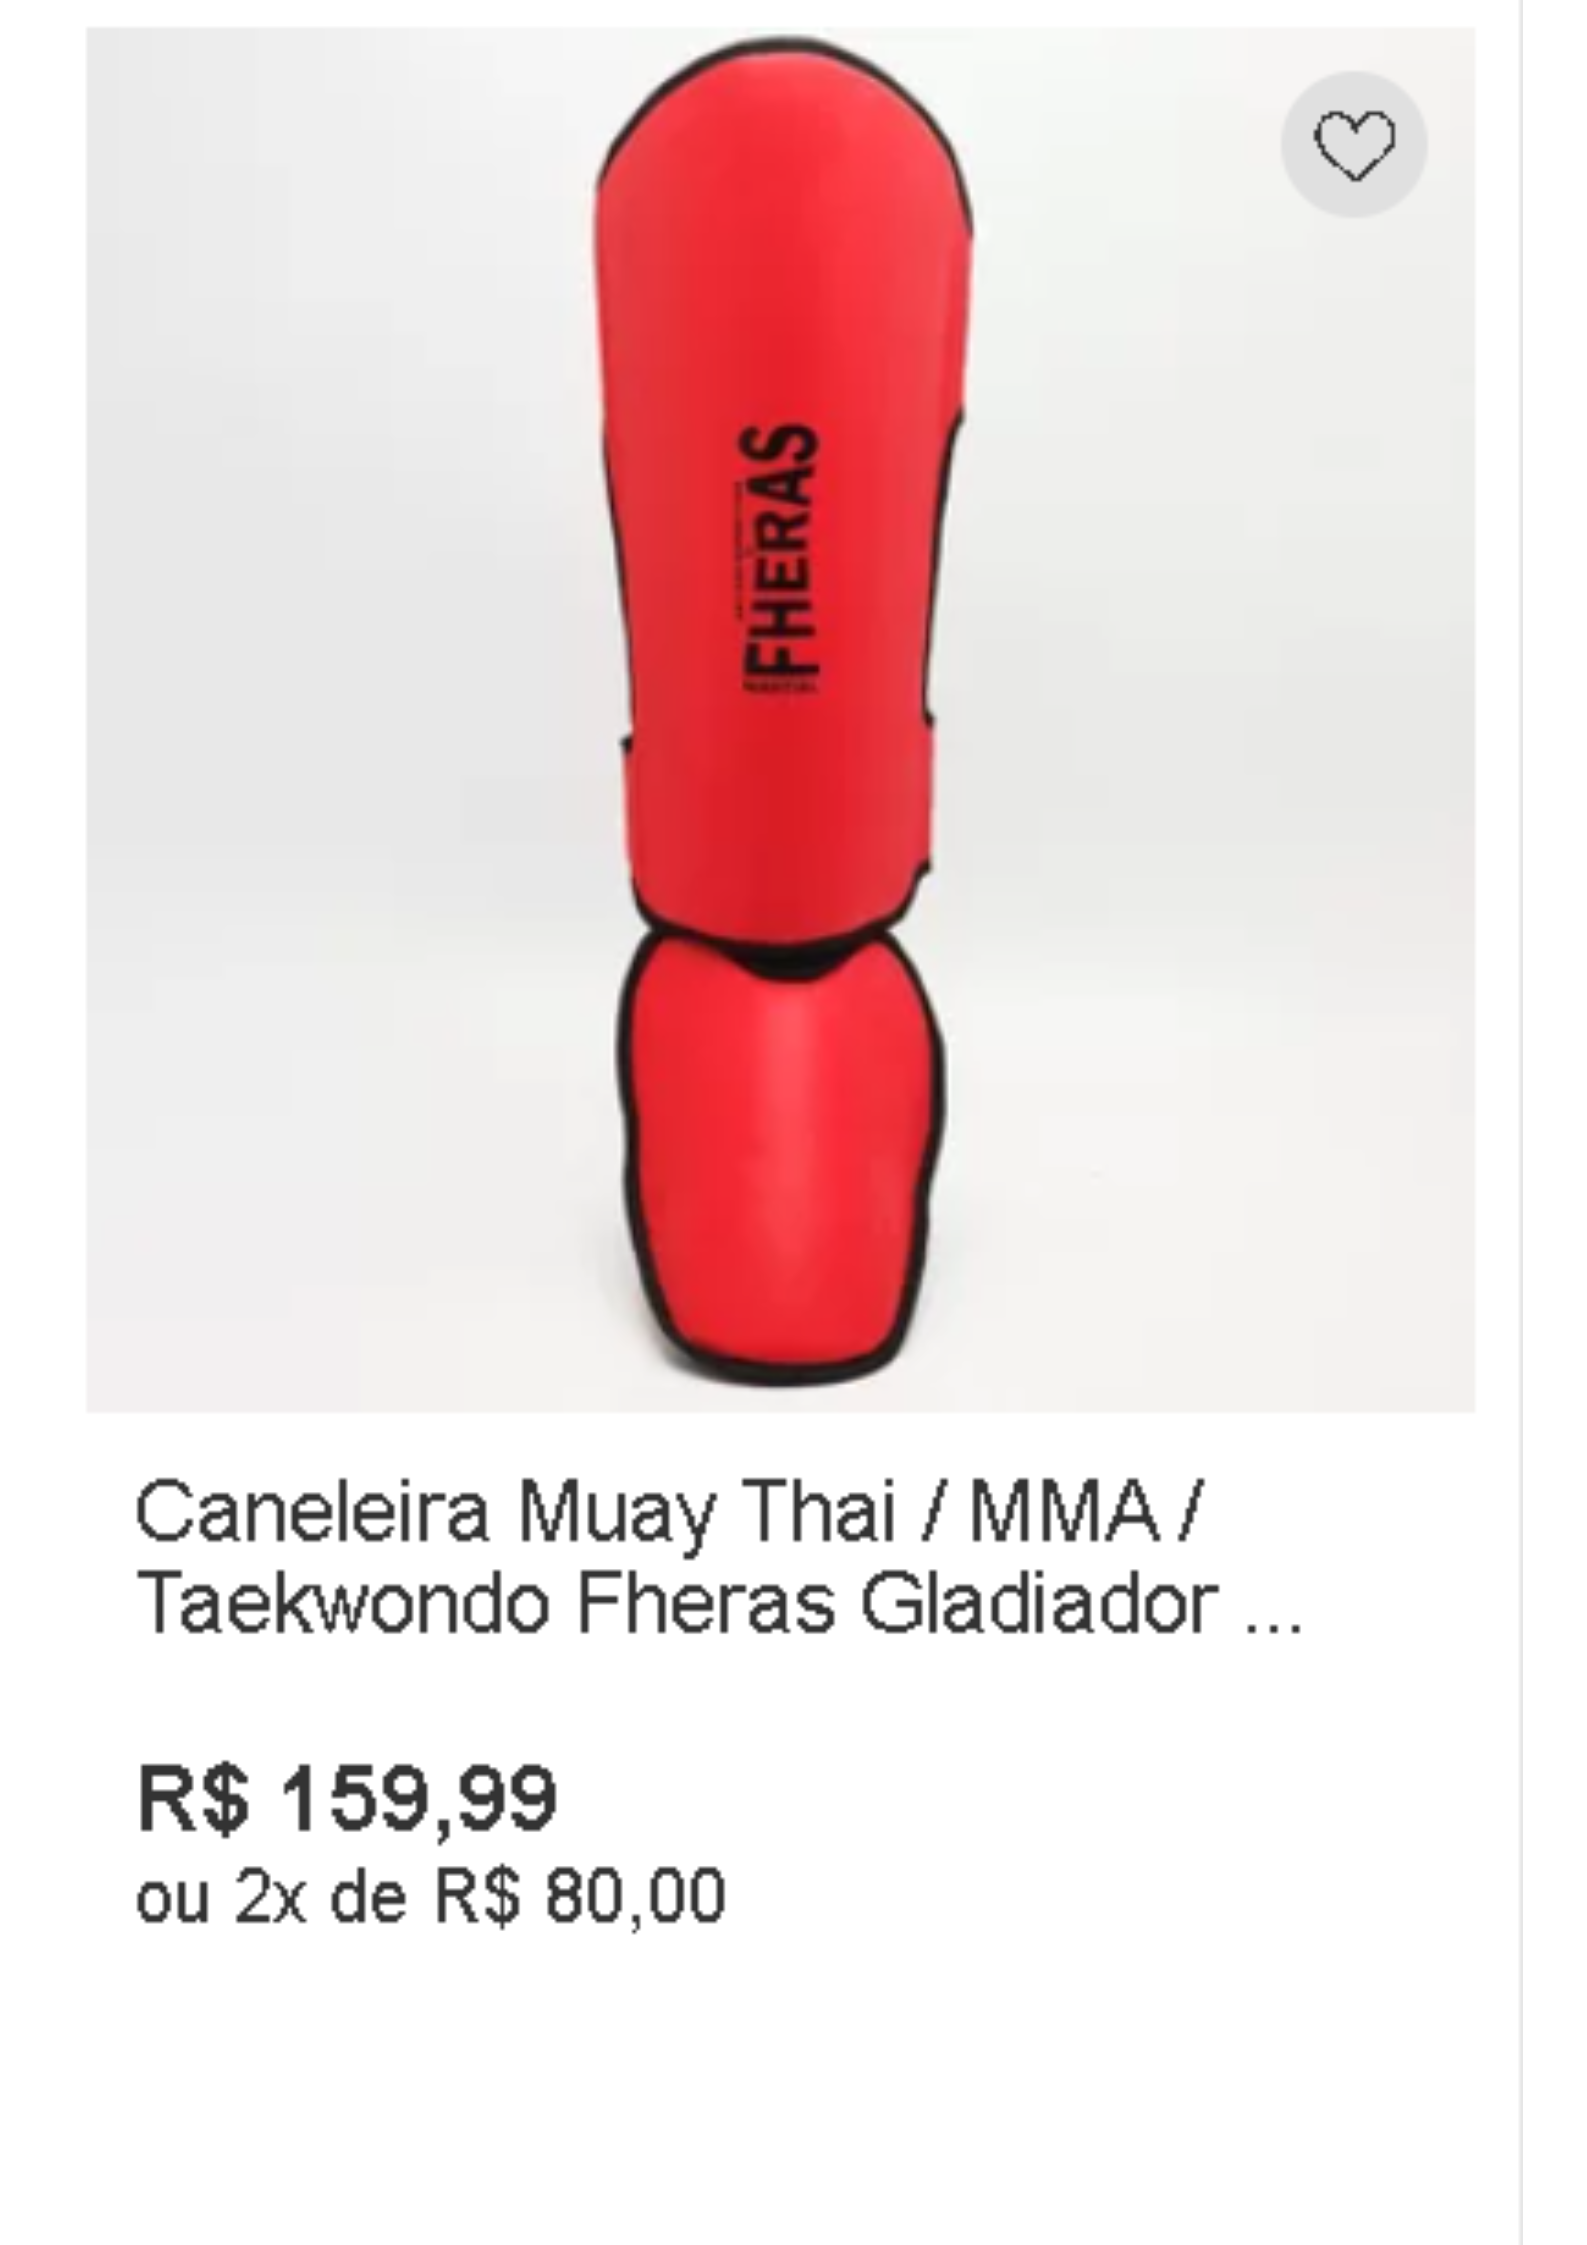 FHERAS
Caneleira Muay Thai / MMA /
Taekwondo Fheras Gladiador ...
R$ 159,99
ou 2x de R$ 80,00